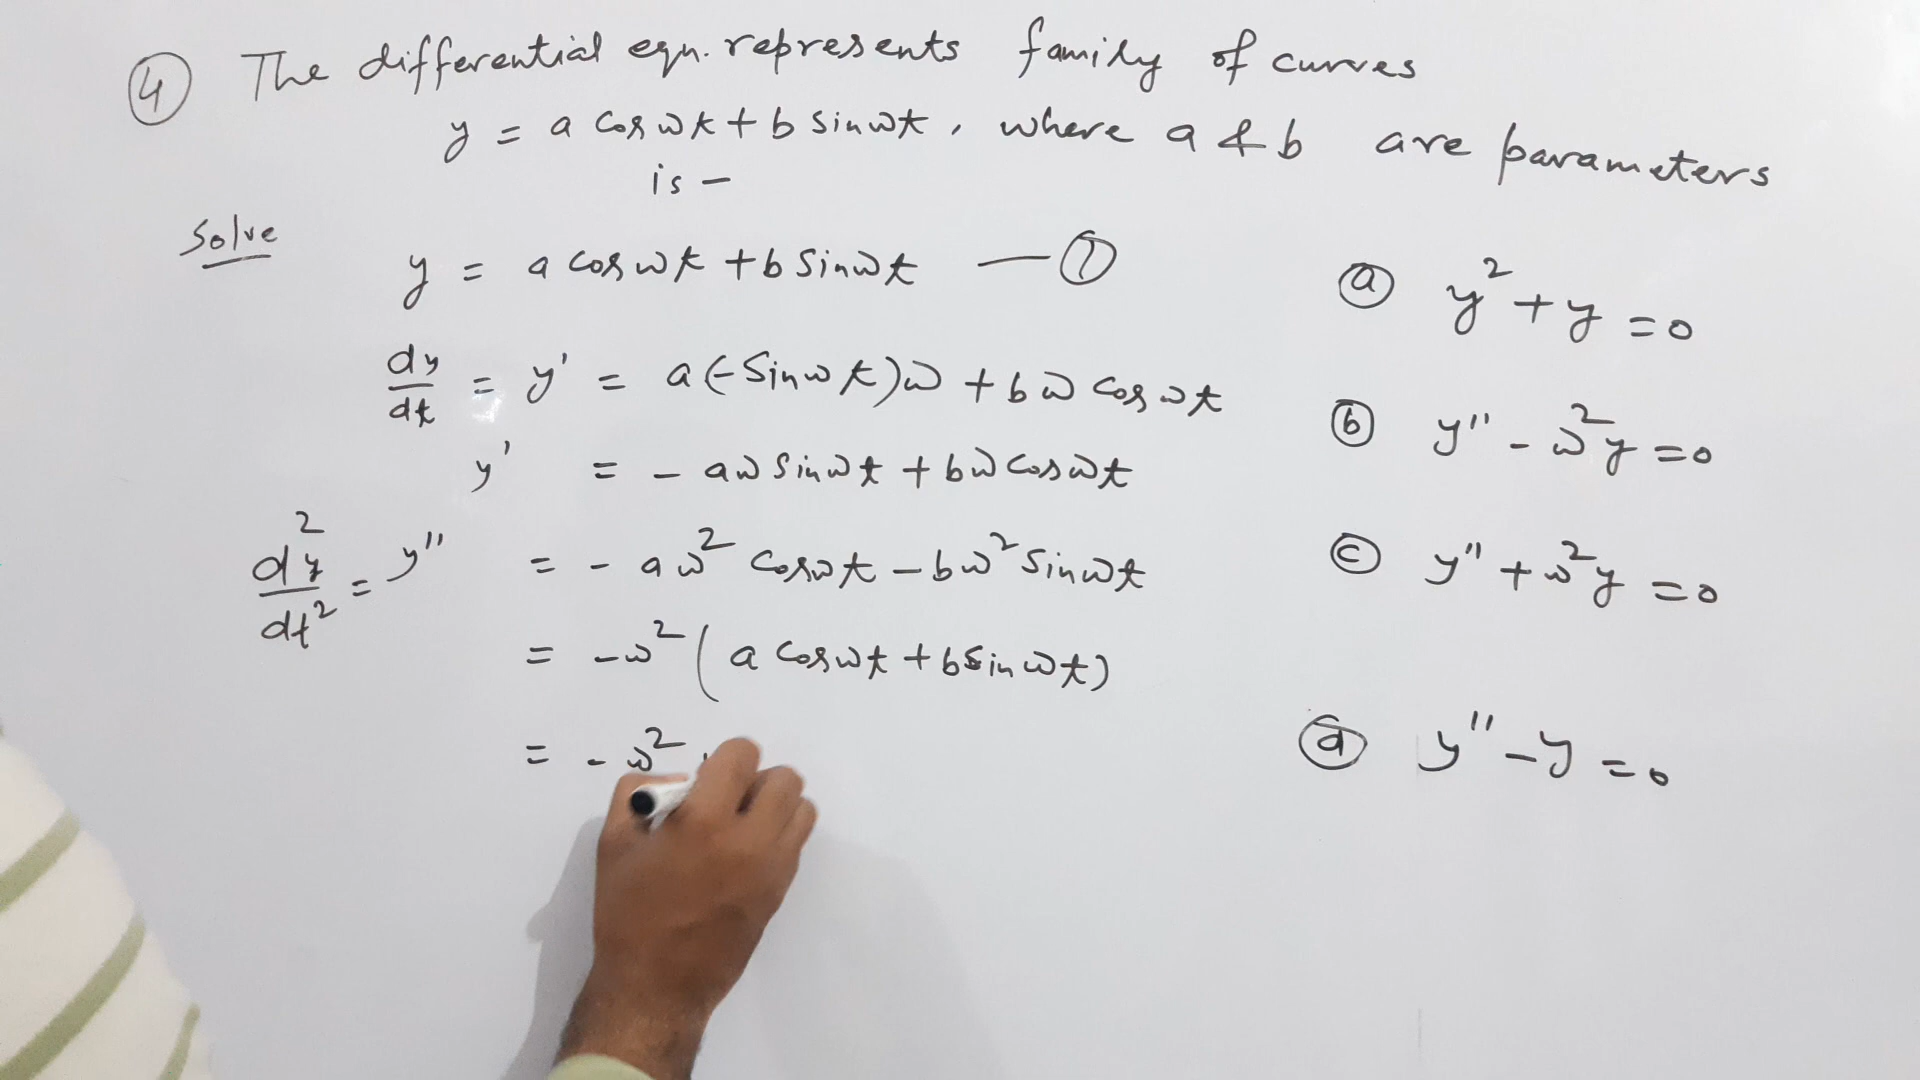 ④ The differential eqn. represents family of curves
y = a cos ωt + b sin ωt, where a & b are parameters
is –
Solve
y = a cos ωt + b sin ωt — ①
dy/dt = y' = a(-sin ωt)ω + bω cos ωt
y' = - aω sin ωt + bω cos ωt
d²y/dt² = y'' = - aω² cos ωt - bω² sin ωt
= -ω² (a cos ωt + b sin ωt)
= - ω²
ⓐ y² + y = 0
ⓑ y'' - ω²y = 0
ⓒ y'' + ω²y = 0
ⓓ y'' - y = 0